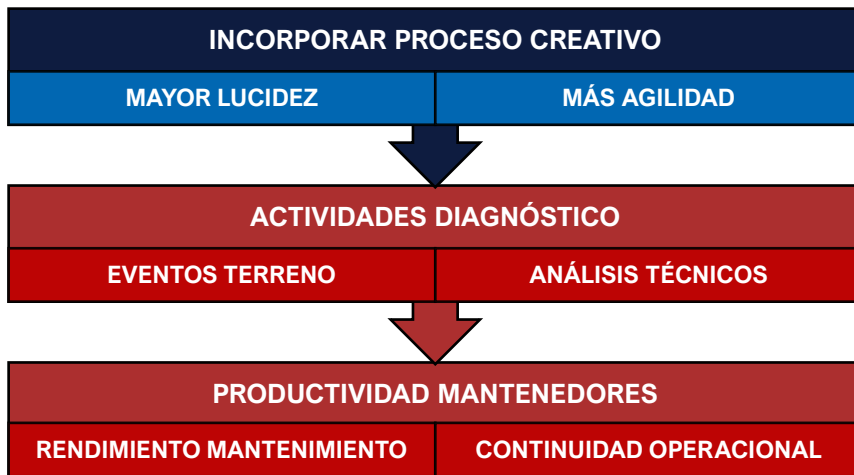 INCORPORAR PROCESO CREATIVO
MAYOR LUCIDEZ
MÁS AGILIDAD
ACTIVIDADES DIAGNÓSTICO
EVENTOS TERRENO
ANÁLISIS TÉCNICOS
PRODUCTIVIDAD MANTENEDORES
RENDIMIENTO MANTENIMIENTO
CONTINUIDAD OPERACIONAL